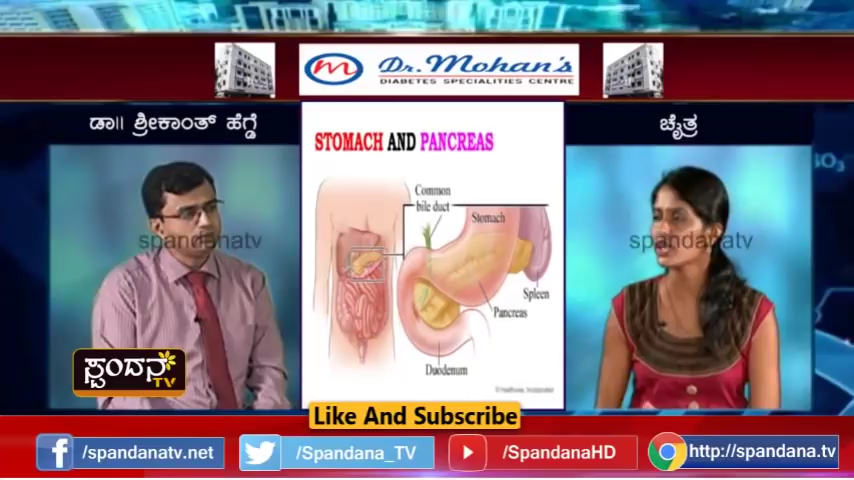 m Dr. Mohan's
DIABETES SPECIALITIES CENTRE
ಡಾ|| ಶ್ರೀಕಾಂತ್ ಹೆಗ್ಡೆ
ಚೈತ್ರ
STOMACH AND PANCREAS
Common
bile duct
Stomach
Spleen
Pancreas
Duodenum
spandanatv
spandanatv
ಸ್ಪಂದನ
TV
Like And Subscribe
/spandanatv.net
/Spandana_TV
/SpandanaHD
http://spandana.tv